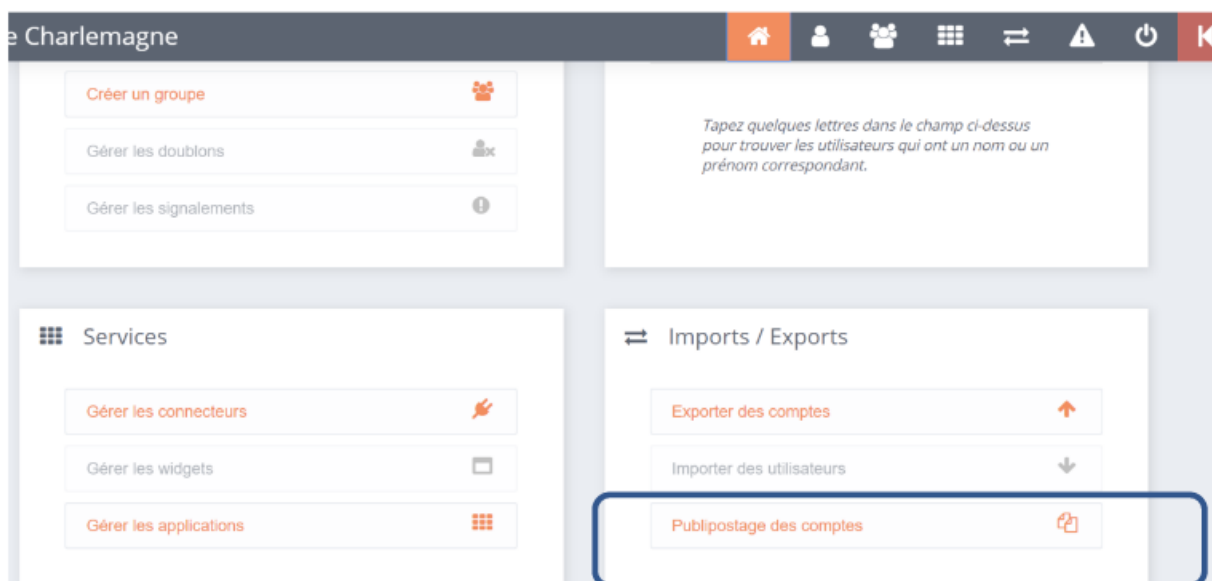 e Charlemagne
Créer un groupe
Gérer les doublons
Gérer les signalements
Tapez quelques lettres dans le champ ci-dessus
pour trouver les utilisateurs qui ont un nom ou un
prénom correspondant.
Services
Gérer les connecteurs
Gérer les widgets
Gérer les applications
Imports / Exports
Exporter des comptes
Importer des utilisateurs
Publipostage des comptes